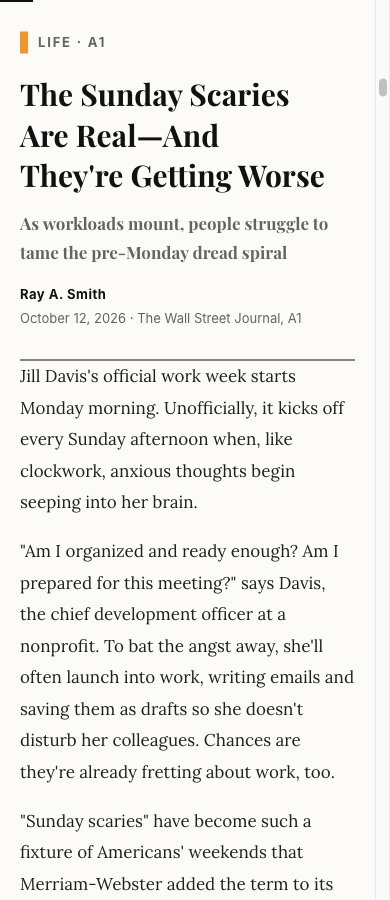 LIFE · A1
The Sunday Scaries
Are Real—And
They're Getting Worse
As workloads mount, people struggle to
tame the pre-Monday dread spiral
Ray A. Smith
October 12, 2026 · The Wall Street Journal, A1
Jill Davis's official work week starts
Monday morning. Unofficially, it kicks off
every Sunday afternoon when, like
clockwork, anxious thoughts begin
seeping into her brain.
"Am I organized and ready enough? Am I
prepared for this meeting?" says Davis,
the chief development officer at a
nonprofit. To bat the angst away, she'll
often launch into work, writing emails and
saving them as drafts so she doesn't
disturb her colleagues. Chances are
they're already fretting about work, too.
"Sunday scaries" have become such a
fixture of Americans' weekends that
Merriam-Webster added the term to its